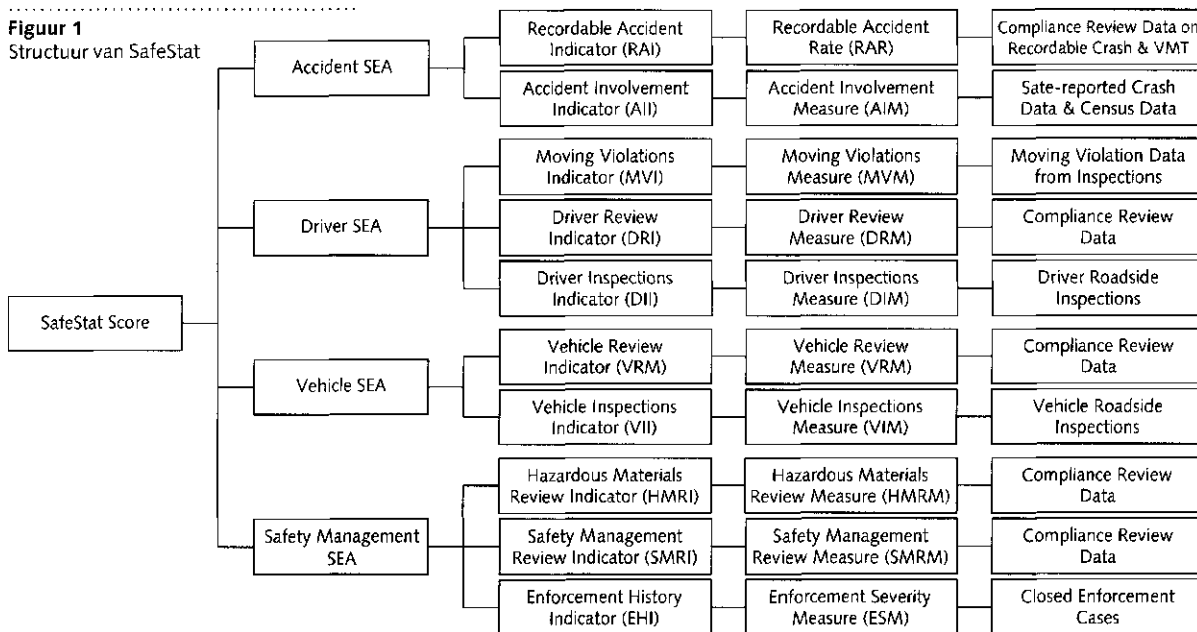 Figuur 1
Structuur van SafeStat
SafeStat Score
Accident SEA
Recordable Accident
Indicator (RAI)
Recordable Accident
Rate (RAR)
Compliance Review Data on
Recordable Crash & VMT
Accident Involvement
Indicator (AII)
Accident Involvement
Measure (AIM)
Sate-reported Crash
Data & Census Data
Driver SEA
Moving Violations
Indicator (MVI)
Moving Violations
Measure (MVM)
Moving Violation Data
from Inspections
Driver Review
Indicator (DRI)
Driver Review
Measure (DRM)
Compliance Review
Data
Driver Inspections
Indicator (DII)
Driver Inspections
Measure (DIM)
Driver Roadside
Inspections
Vehicle SEA
Vehicle Review
Indicator (VRM)
Vehicle Review
Measure (VRM)
Compliance Review
Data
Vehicle Inspections
Indicator (VII)
Vehicle Inspections
Measure (VIM)
Vehicle Roadside
Inspections
Safety Management
SEA
Hazardous Materials
Review Indicator (HMRI)
Hazardous Materials
Review Measure (HMRM)
Compliance Review
Data
Safety Management
Review Indicator (SMRI)
Safety Management
Review Measure (SMRM)
Compliance Review
Data
Enforcement History
Indicator (EHI)
Enforcement Severity
Measure (ESM)
Closed Enforcement
Cases